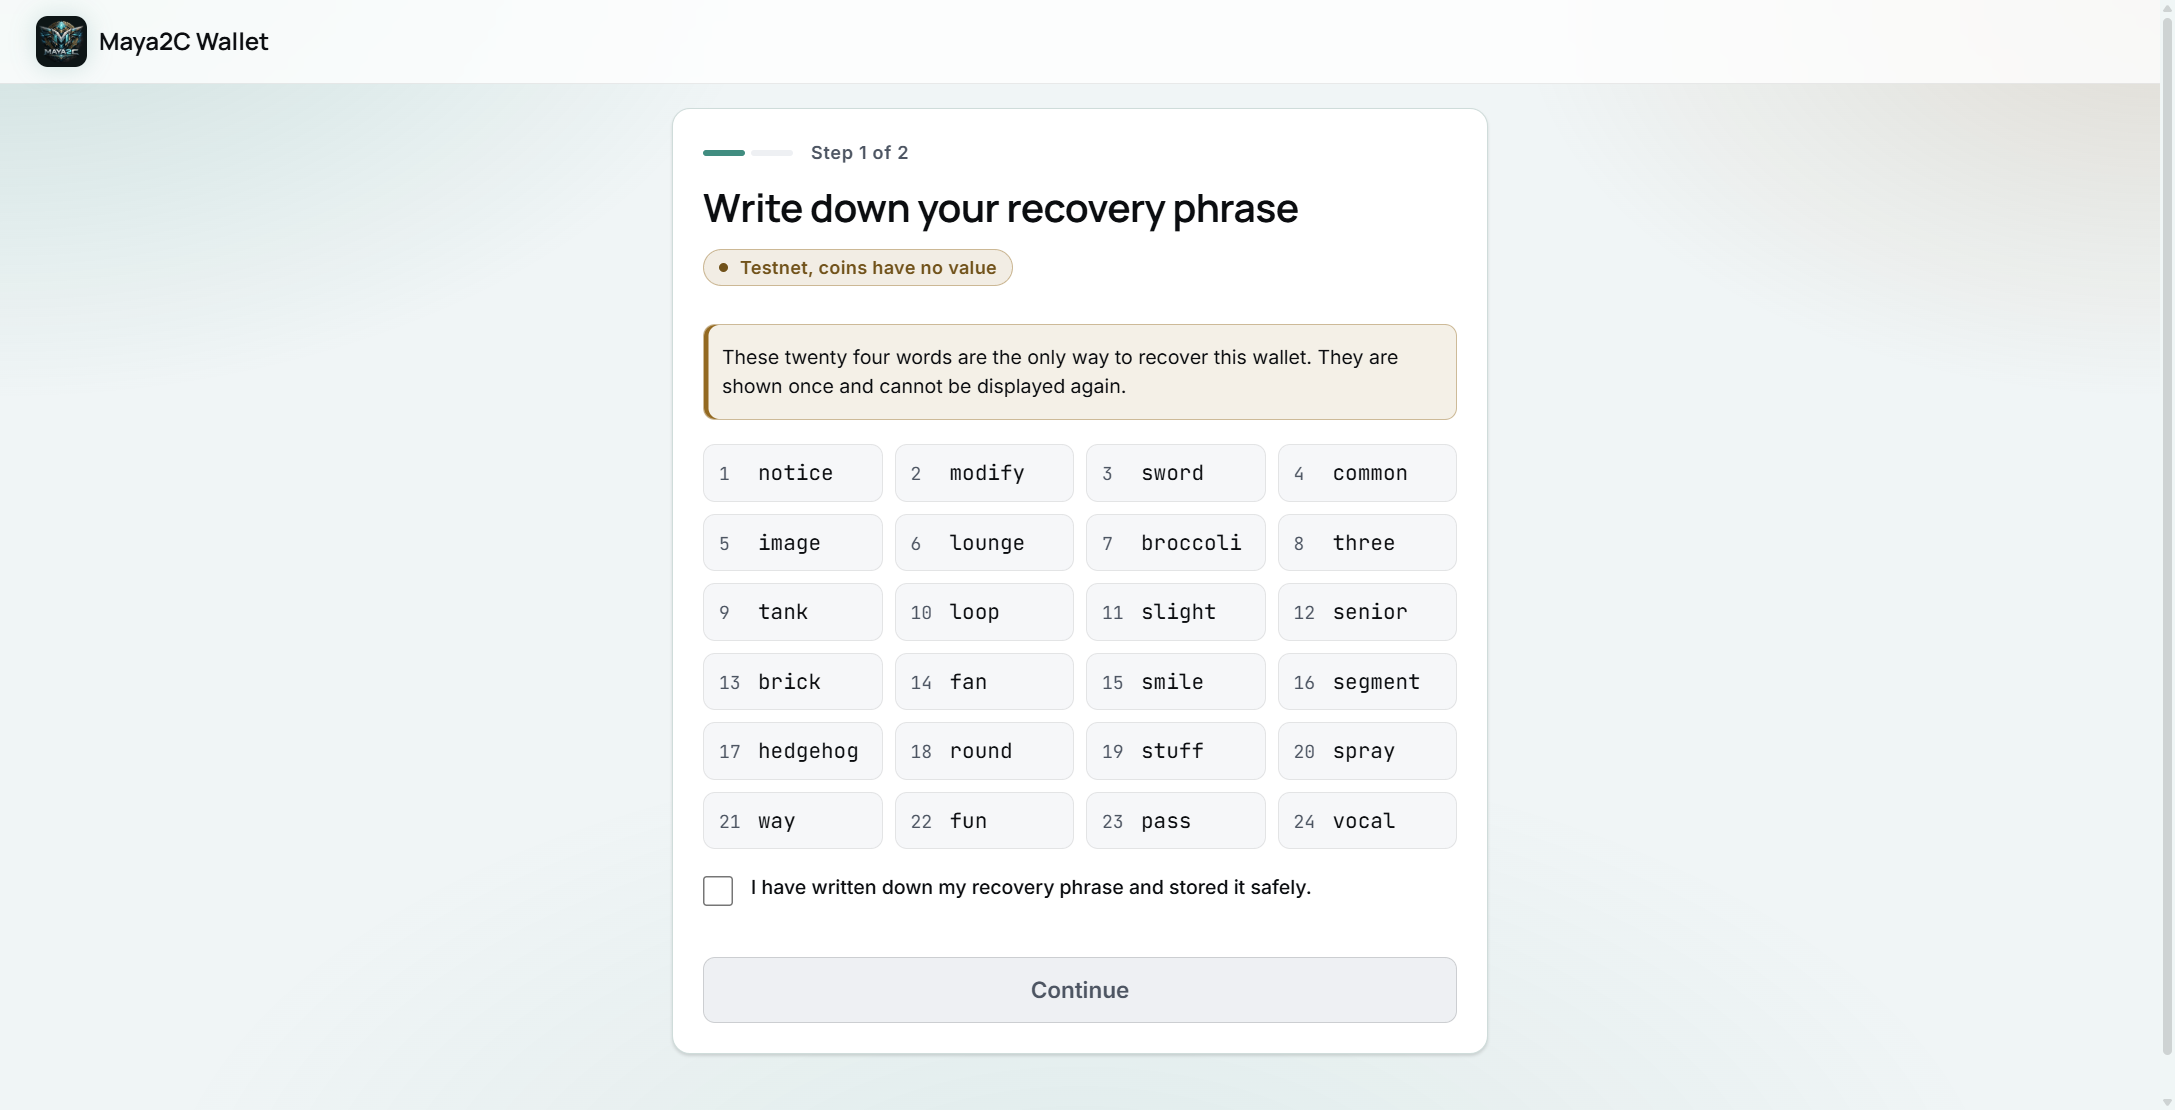 MAYA2C
Maya2C Wallet
Step 1 of 2
Write down your recovery phrase
Testnet, coins have no value
These twenty four words are the only way to recover this wallet. They are
shown once and cannot be displayed again.
1 notice 2 modify 3 sword 4 common
5 image 6 lounge 7 broccoli 8 three
9 tank 10 loop 11 slight 12 senior
13 brick 14 fan 15 smile 16 segment
17 hedgehog 18 round 19 stuff 20 spray
21 way 22 fun 23 pass 24 vocal
I have written down my recovery phrase and stored it safely.
Continue